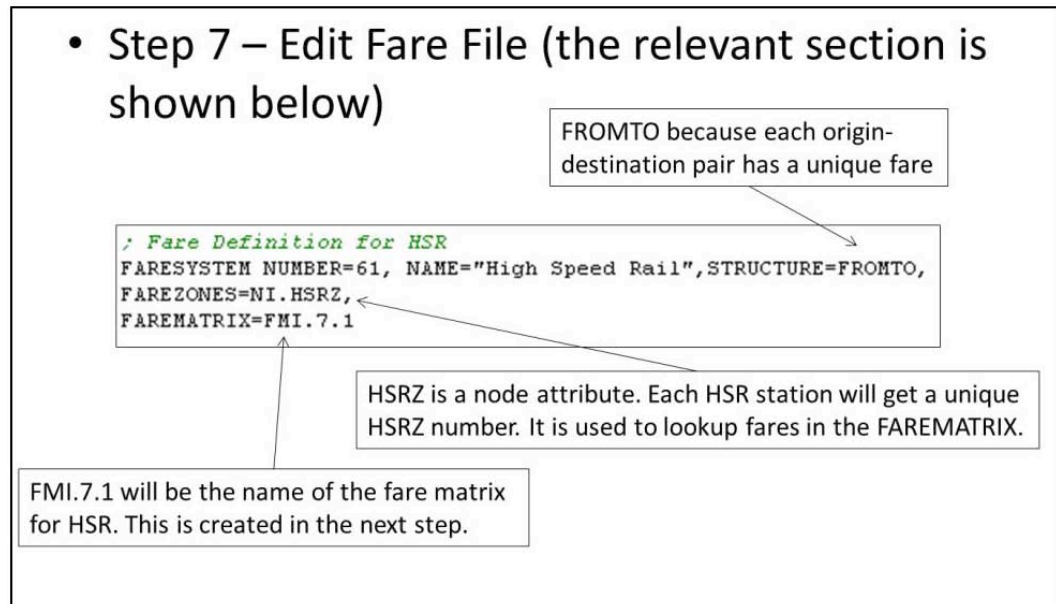 • Step 7 – Edit Fare File (the relevant section is
shown below)
FROMTO because each origin-
destination pair has a unique fare
; Fare Definition for HSR
FARESYSTEM NUMBER=61, NAME="High Speed Rail",STRUCTURE=FROMTO,
FAREZONES=NI.HSRZ,
FAREMATRIX=FMI.7.1
HSRZ is a node attribute. Each HSR station will get a unique
HSRZ number. It is used to lookup fares in the FAREMATRIX.
FMI.7.1 will be the name of the fare matrix
for HSR. This is created in the next step.